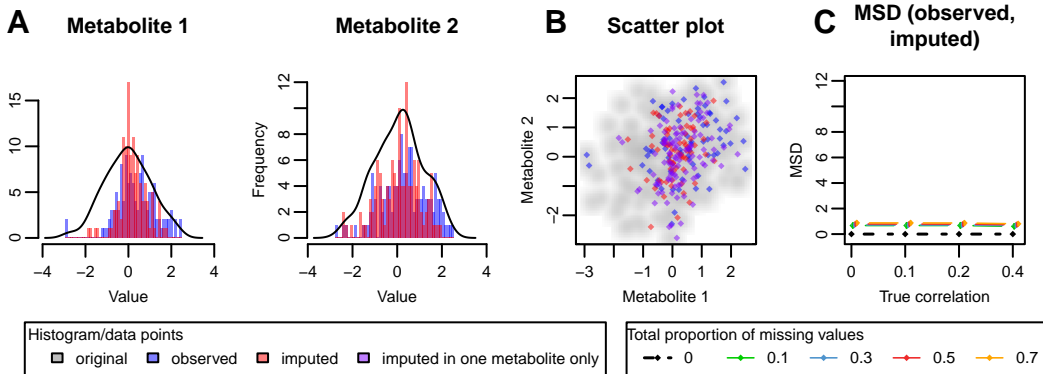 A
Metabolite 1
Metabolite 2
B
Scatter plot
C
MSD (observed,
imputed)
0
5
10
15
−4
−2
0
2
4
Value
Frequency
0
2
4
6
8
12
−4
−2
0
2
4
Value
Metabolite 2
−2
0
1
2
−3
−1
0
1
2
Metabolite 1
MSD
0
2
4
6
8
10
12
0
0.1
0.2
0.4
True correlation
Histogram/data points
original
observed
imputed
imputed in one metabolite only
Total proportion of missing values
0
0.1
0.3
0.5
0.7